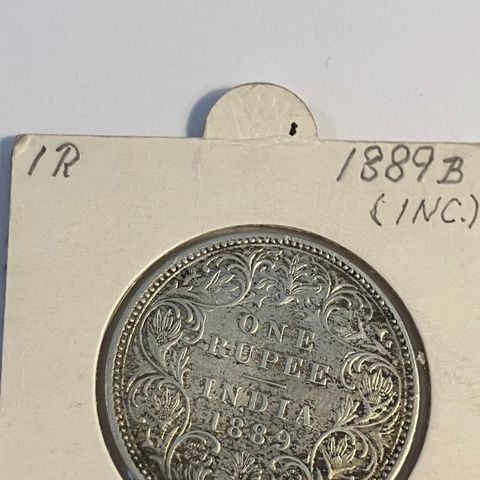 1R
1889B
(INC.)
ONE
RUPEE
INDIA
1889